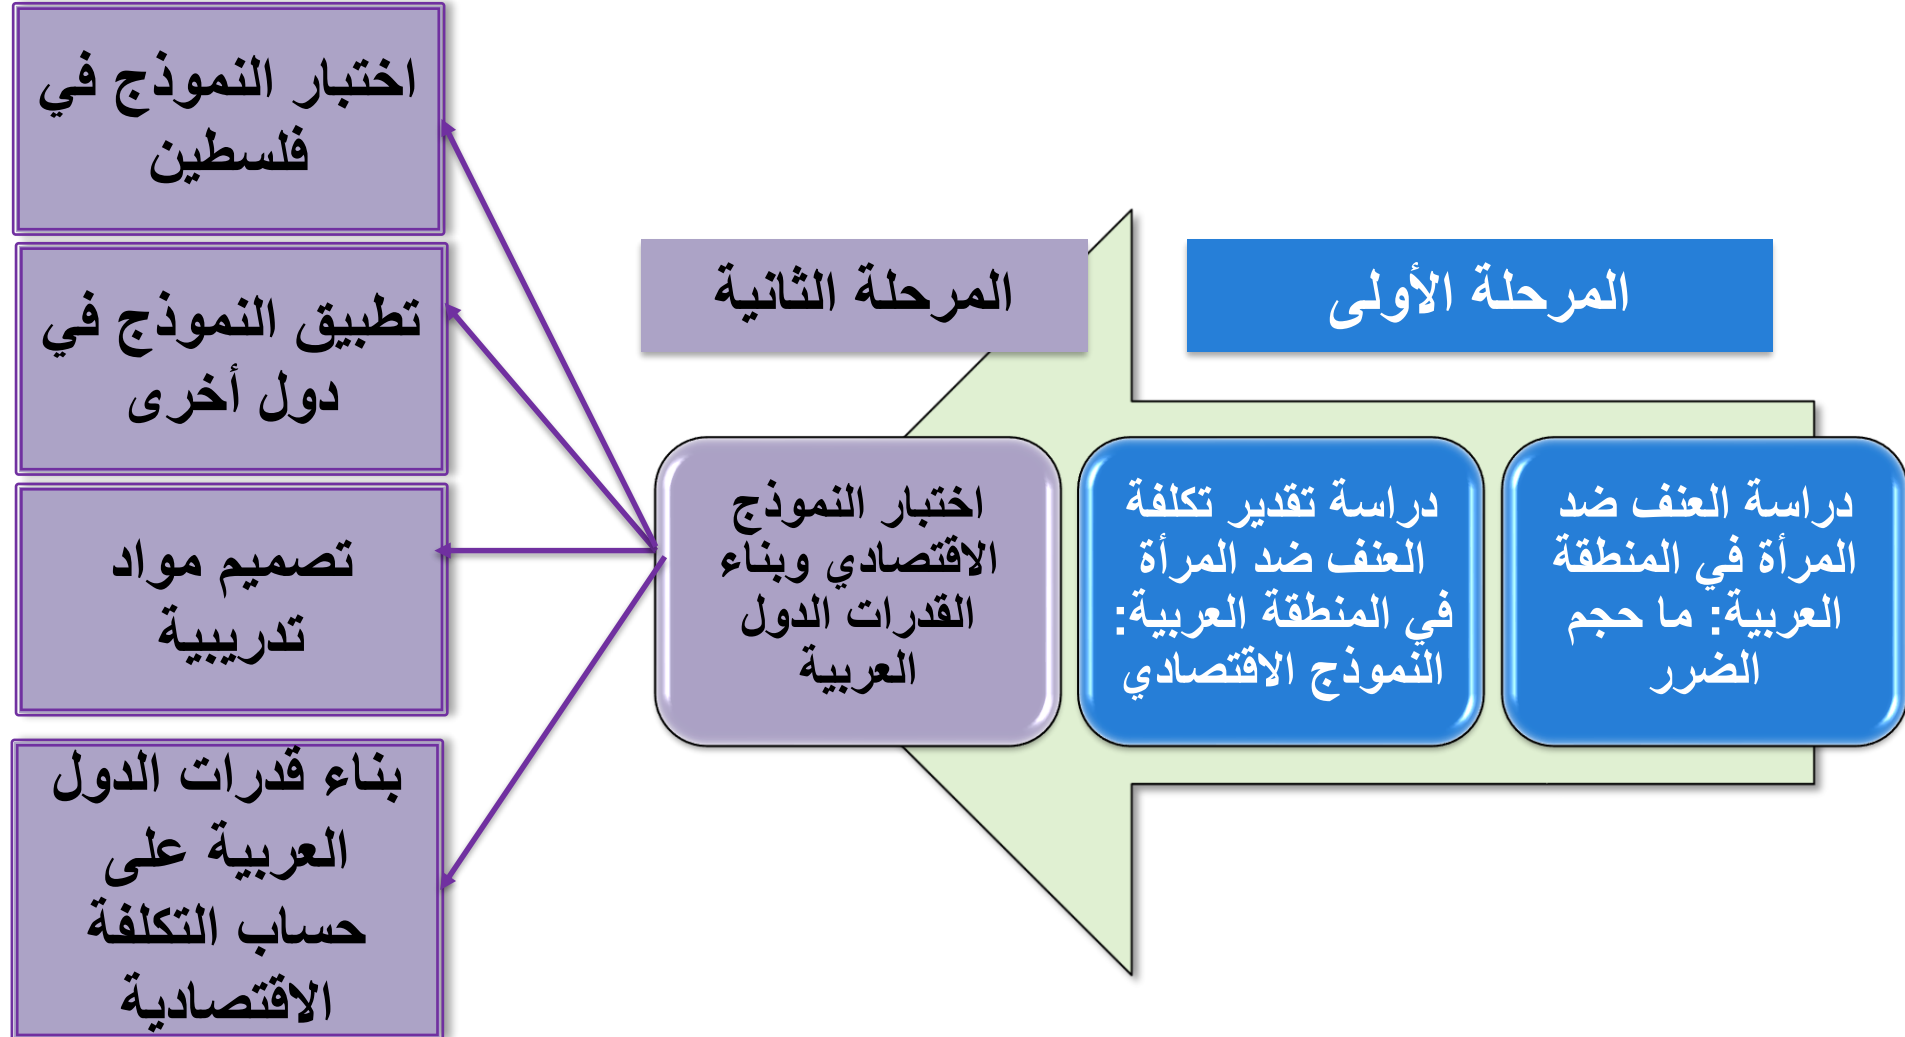 المرحلة الأولى
دراسة العنف ضد
المرأة في المنطقة
العربية: ما حجم
الضرر
دراسة تقدير تكلفة
العنف ضد المرأة
في المنطقة العربية:
النموذج الاقتصادي
المرحلة الثانية
اختبار النموذج
الاقتصادي وبناء
القدرات الدول
العربية
اختبار النموذج في
فلسطين
تطبيق النموذج في
دول أخرى
تصميم مواد
تدريبية
بناء قدرات الدول
العربية على
حساب التكلفة
الاقتصادية